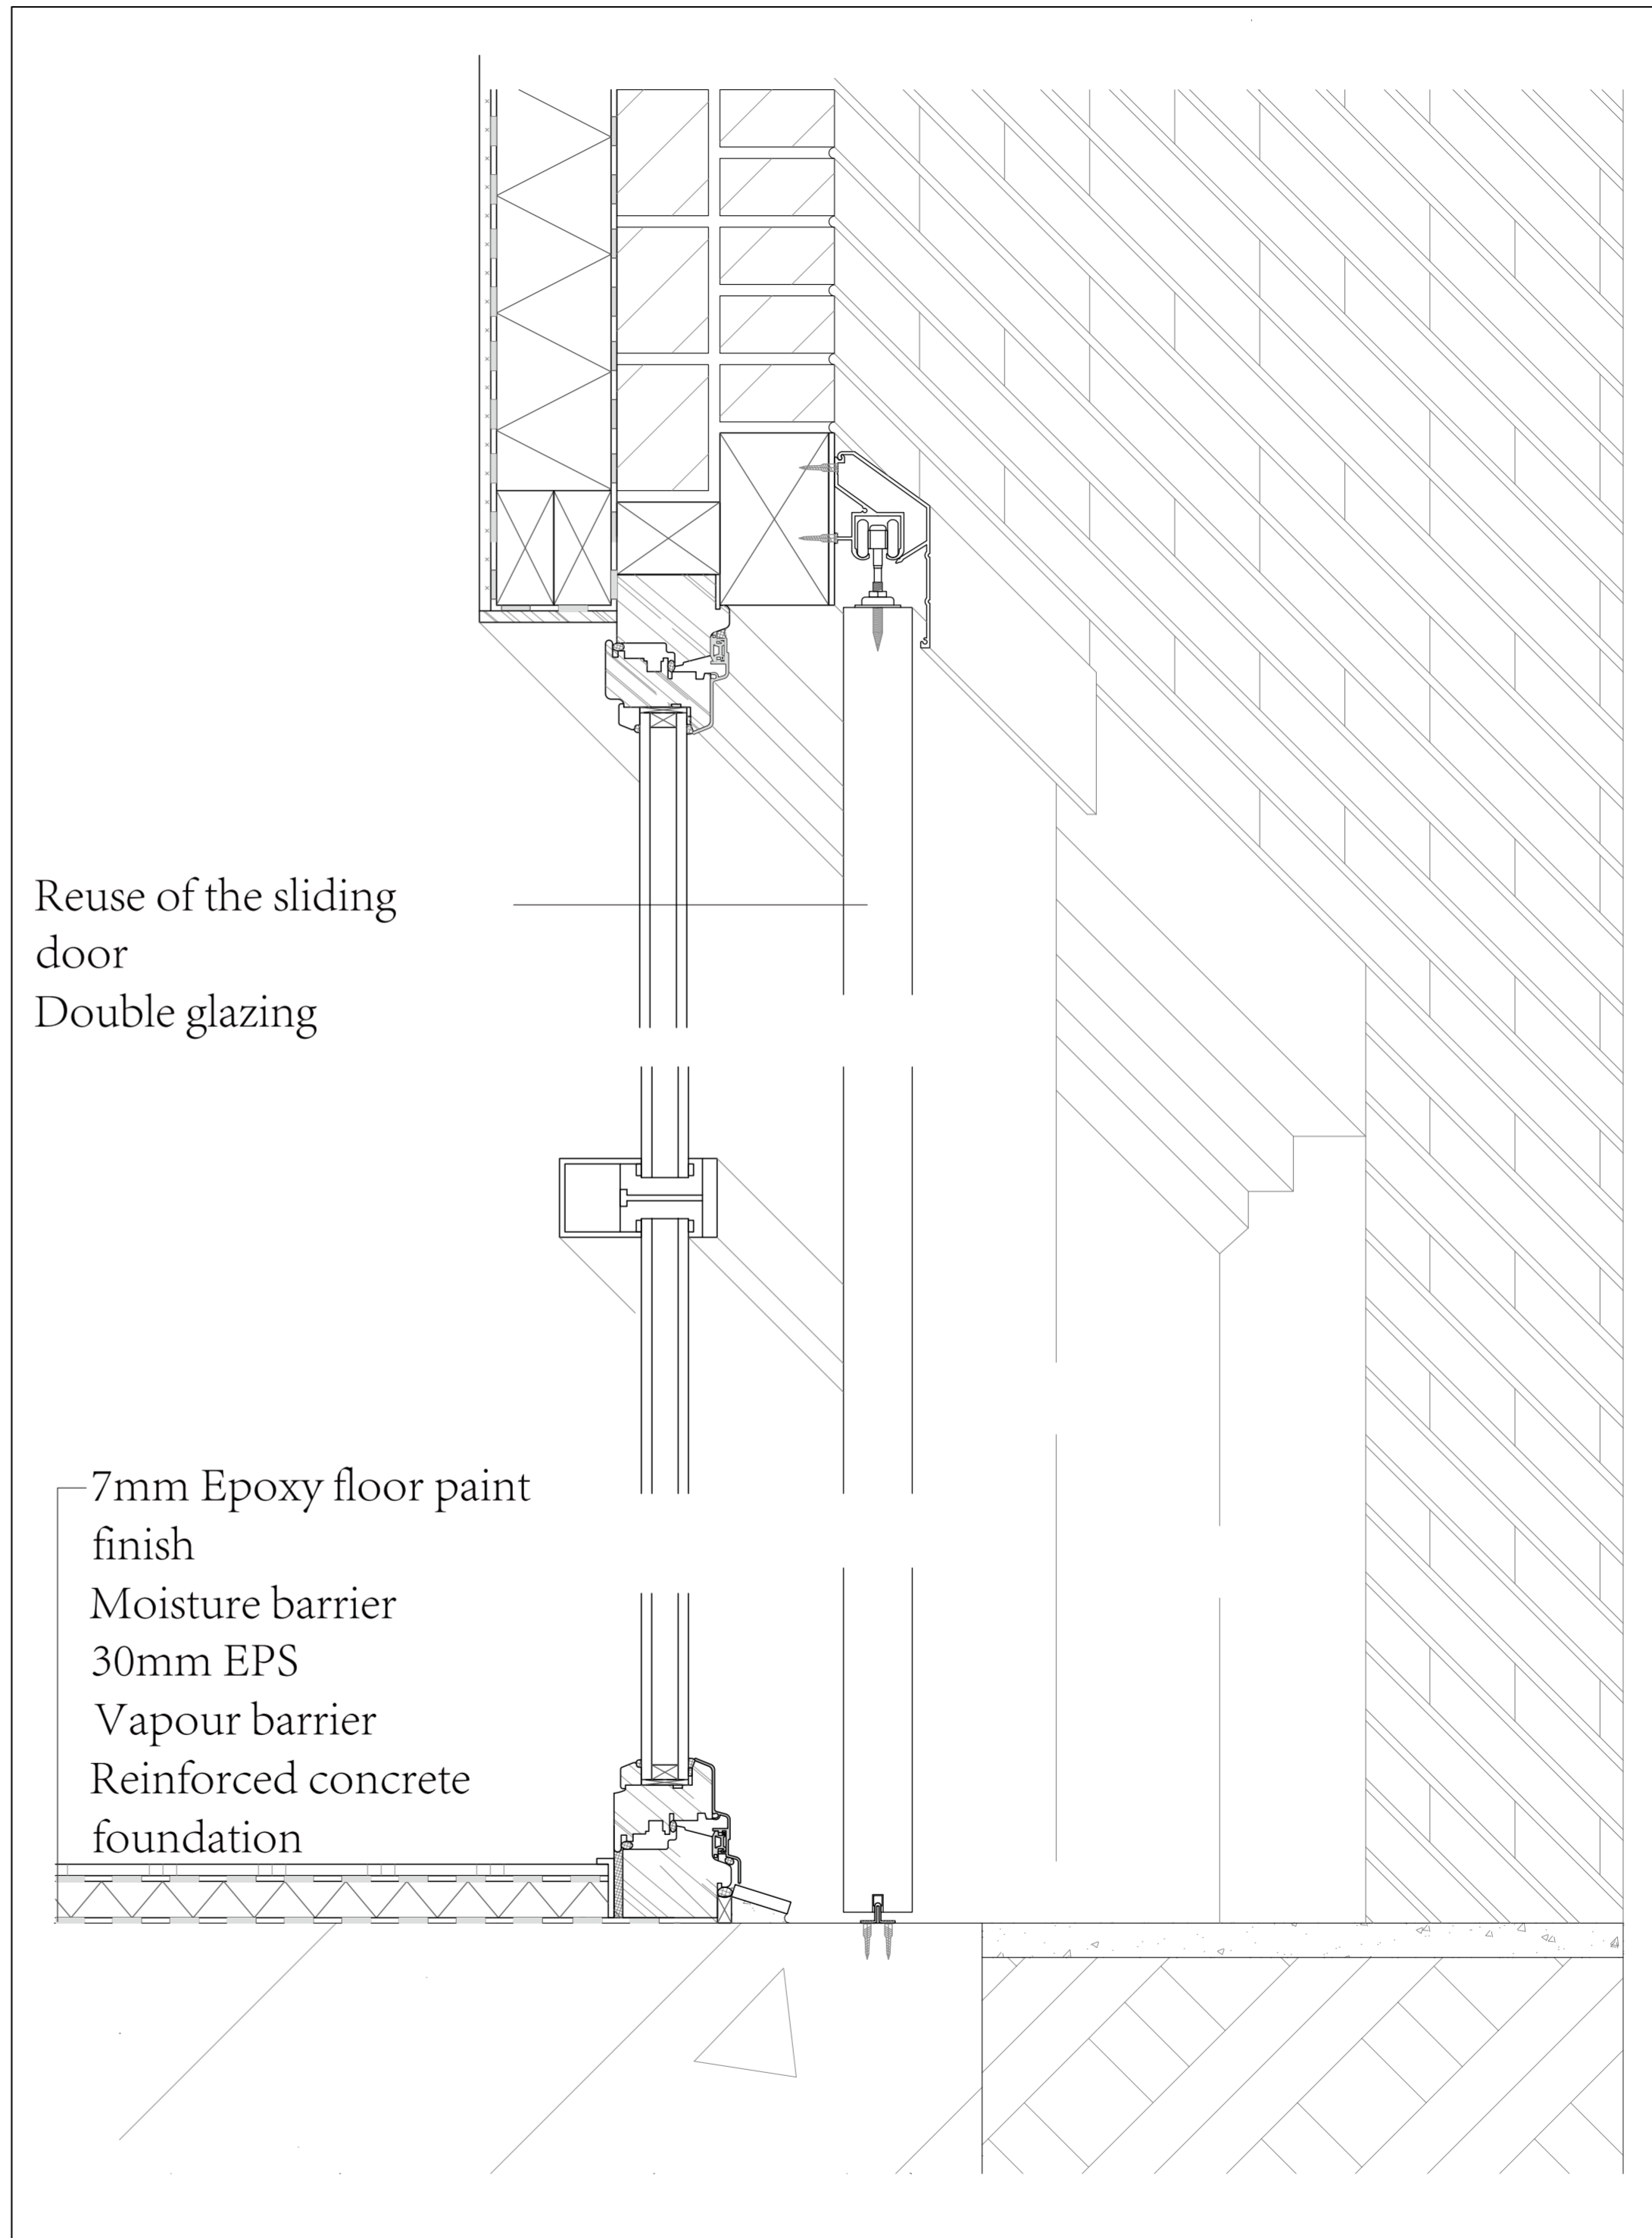 Reuse of the sliding
door
Double glazing
7mm Epoxy floor paint
finish
Moisture barrier
30mm EPS
Vapour barrier
Reinforced concrete
foundation